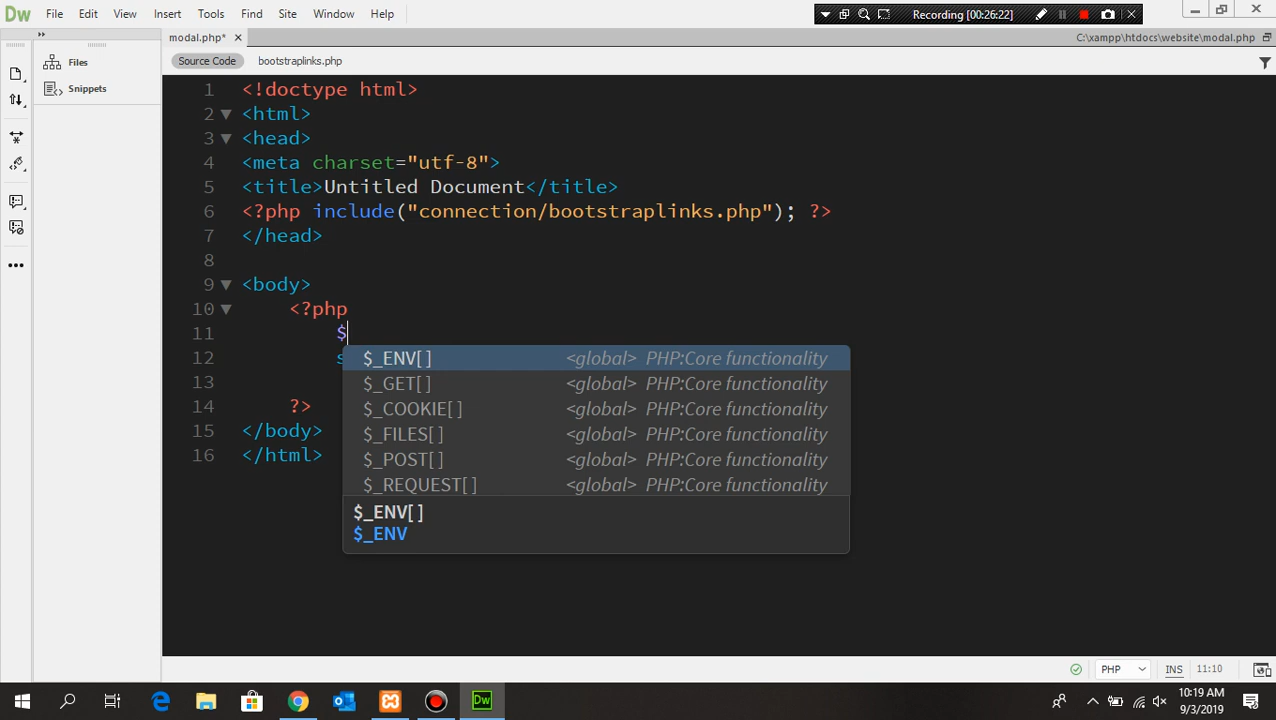 Dw File Edit View Insert Tools Find Site Window Help
Recording [00:26:22]
modal.php* C:\xampp\htdocs\website\modal.php
Source Code bootstraplinks.php
Files
Snippets
1 <!doctype html>
2 <html>
3 <head>
4 <meta charset="utf-8">
5 <title>Untitled Document</title>
6 <?php include("connection/bootstraplinks.php"); ?>
7 </head>
8
9 <body>
10 <?php
11 $
12
$_ENV[] <global> PHP:Core functionality
13
$_GET[] <global> PHP:Core functionality
$_COOKIE[] <global> PHP:Core functionality
14 ?>
15 </body>
$_FILES[] <global> PHP:Core functionality
16 </html>
$_POST[] <global> PHP:Core functionality
$_REQUEST[] <global> PHP:Core functionality
$_ENV[]
$_ENV
PHP INS 11:10
Dw
10:19 AM
9/3/2019